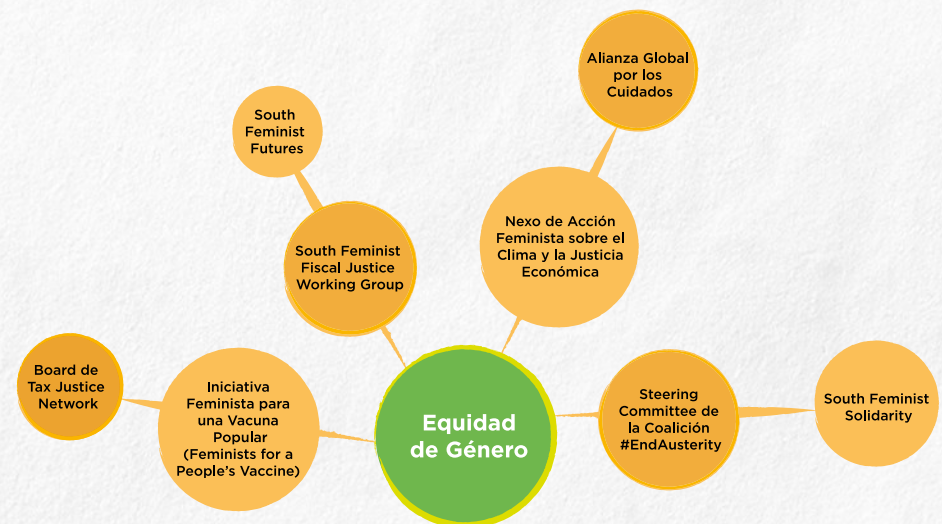 Alianza Global
por los
Cuidados
South
Feminist
Futures
Nexo de Acción
Feminista sobre el
Clima y la Justicia
Económica
South Feminist
Fiscal Justice
Working Group
Board de
Tax Justice
Network
Iniciativa
Feminista para
una Vacuna
Popular
(Feminists for a
People's Vaccine)
Equidad
de Género
Steering
Committee de
la Coalición
#EndAusterity
South Feminist
Solidarity